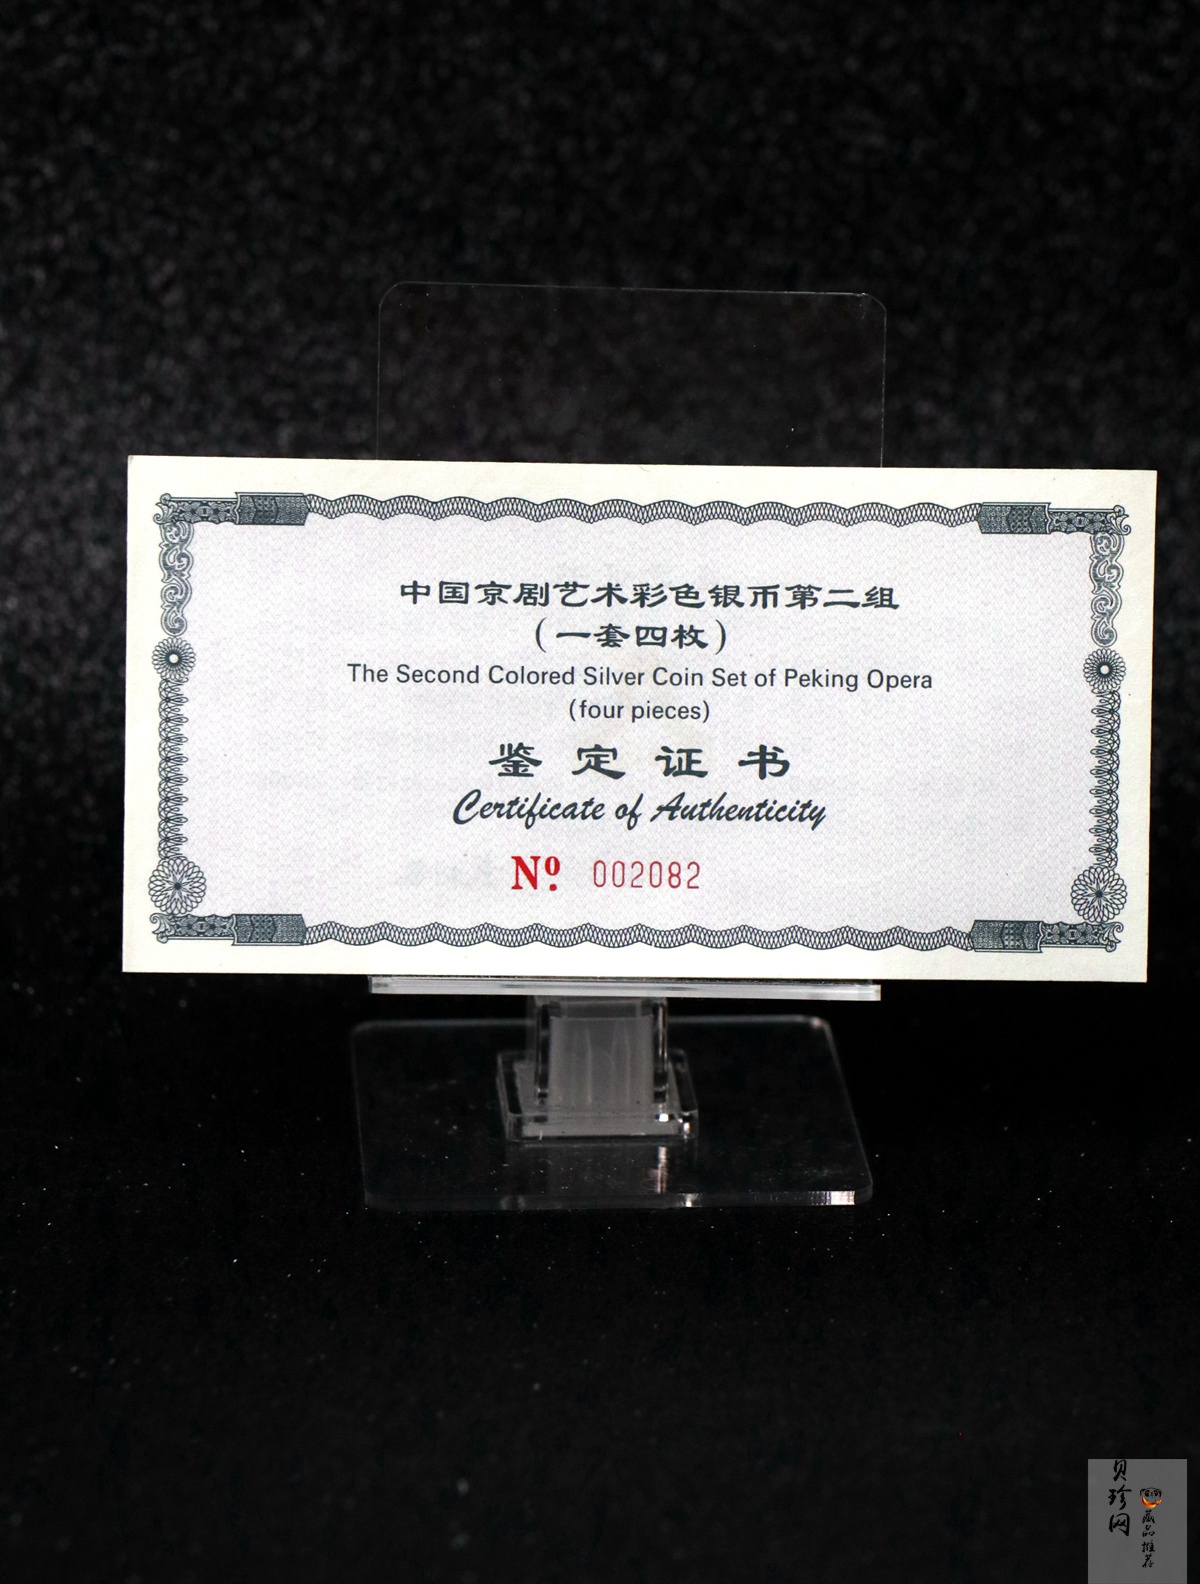 中国京剧艺术彩色银币第二组
(一套四枚)
The Second Colored Silver Coin Set of Peking Opera
(four pieces)
鉴定证书
Certificate of Authenticity
Nº. 002082
贝珍网
藏品推荐